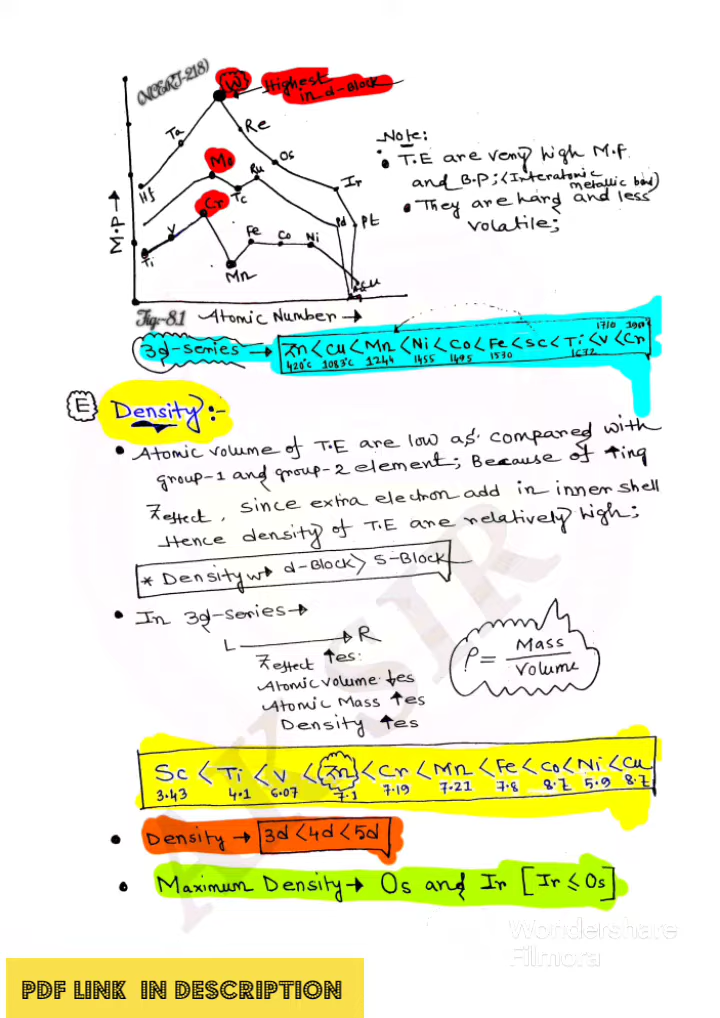 (NCERT-218)
(W)
Highest
in d-Block
Ta
Re
Os
Mo
Ru
Hf
Tc
Ir
Cr
V
Fe
Co
Ni
Pd
Pt
Ti
Mn
M.P →
Note:
• T.E are very high M.P
and B.P; (Interatomic
metallic bond)
• They are hard and less
volatile;
Fig:-8.1 Atomic Number →
3d-series → Zn < Cu < Mn < Ni < Co < Fe < Sc < Ti < V < Cr
420°C 1083°C 1244 1455 1495 1530 1672 1710 1900
E Density:-
• Atomic volume of T.E are low as compared with
group-1 and group-2 element; Because of ↑ing
Zeffect, since extra electron add in inner shell
Hence density of T.E are relatively high;
* Density → d-Block > S-Block
• In 3d-series →
L → R
Zeffect ↑es:
Atomic volume ↓es
Atomic Mass ↑es
Density ↑es
ρ = Mass
Volume
Sc < Ti < V < Zn < Cr < Mn < Fe < Co < Ni < Cu
3.43 4.1 6.07 7.1 7.19 7.21 7.8 8.7 5.9 8.7
• Density → 3d < 4d < 5d
• Maximum Density → Os and Ir [Ir ≤ Os]
AK SIR
Wondershare
Filmora
PDF LINK IN DESCRIPTION